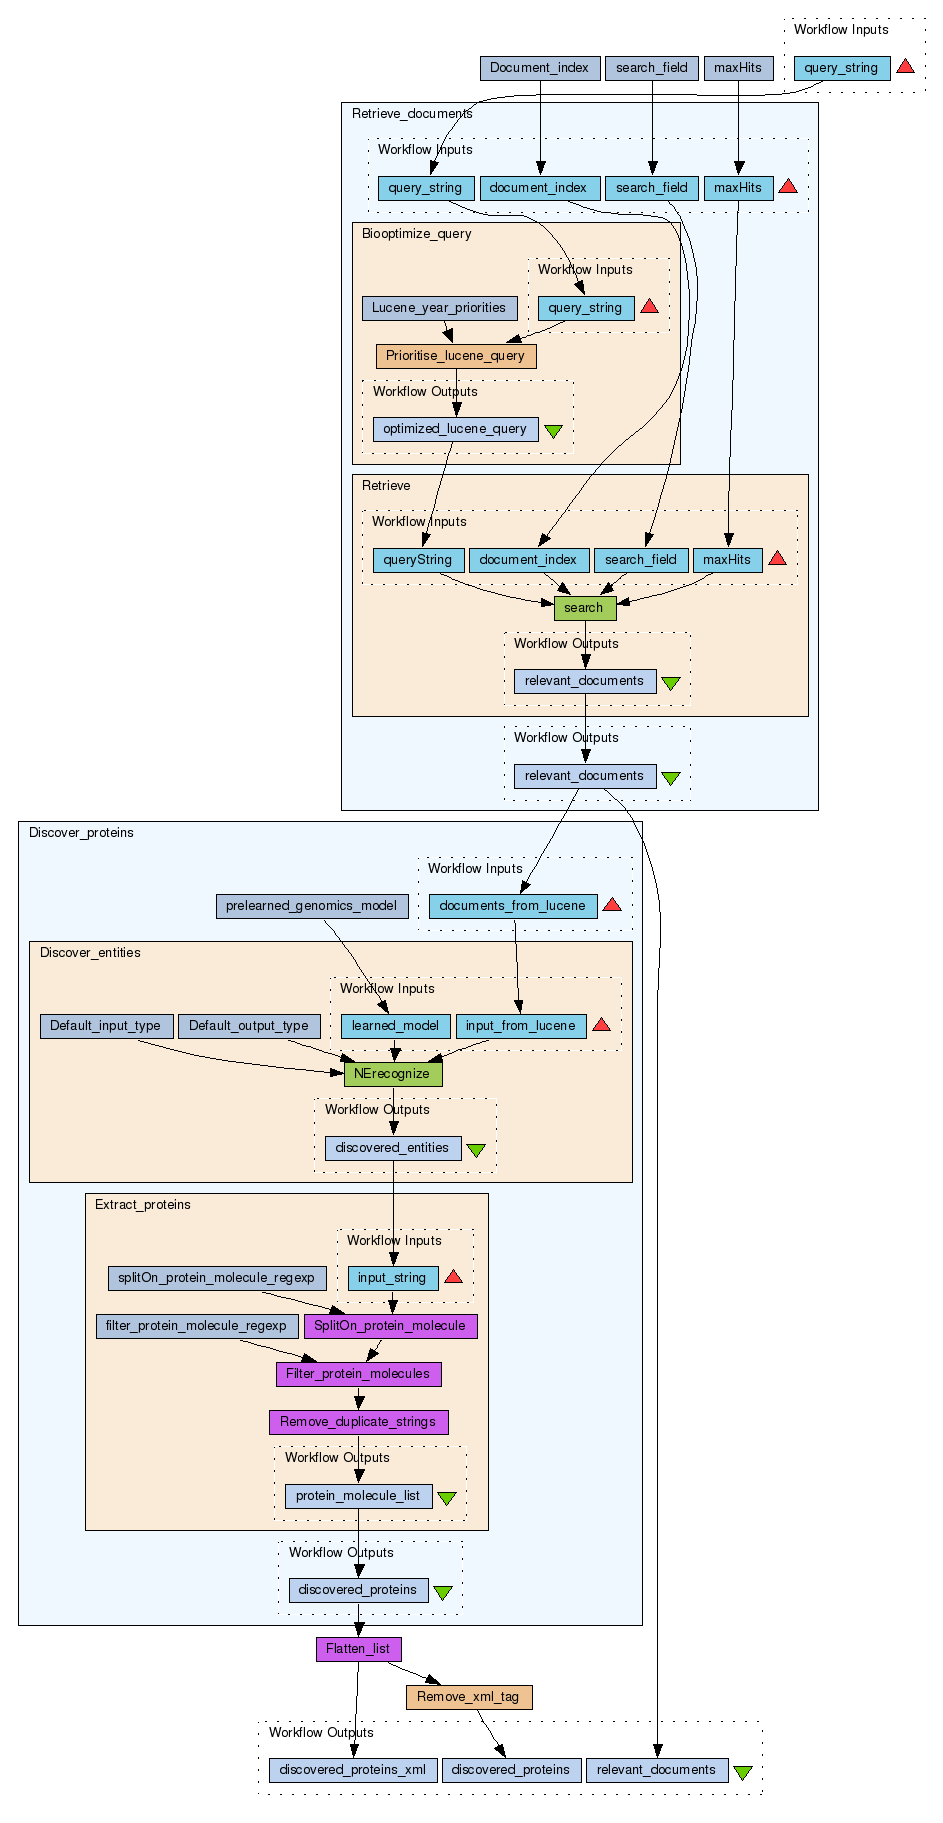 Workflow Inputs
Document_index search_field maxHits query_string
Retrieve_documents
Workflow Inputs
query_string document_index search_field maxHits
Biooptimize_query
Workflow Inputs
Lucene_year_priorities query_string
Prioritise_lucene_query
Workflow Outputs
optimized_lucene_query
Retrieve
Workflow Inputs
queryString document_index search_field maxHits
search
Workflow Outputs
relevant_documents
Workflow Outputs
relevant_documents
Discover_proteins
Workflow Inputs
prelearned_genomics_model documents_from_lucene
Discover_entities
Workflow Inputs
Default_input_type Default_output_type learned_model input_from_lucene
NErecognize
Workflow Outputs
discovered_entities
Extract_proteins
Workflow Inputs
splitOn_protein_molecule_regexp input_string
filter_protein_molecule_regexp SplitOn_protein_molecule
Filter_protein_molecules
Remove_duplicate_strings
Workflow Outputs
protein_molecule_list
Workflow Outputs
discovered_proteins
Flatten_list
Remove_xml_tag
Workflow Outputs
discovered_proteins_xml discovered_proteins relevant_documents